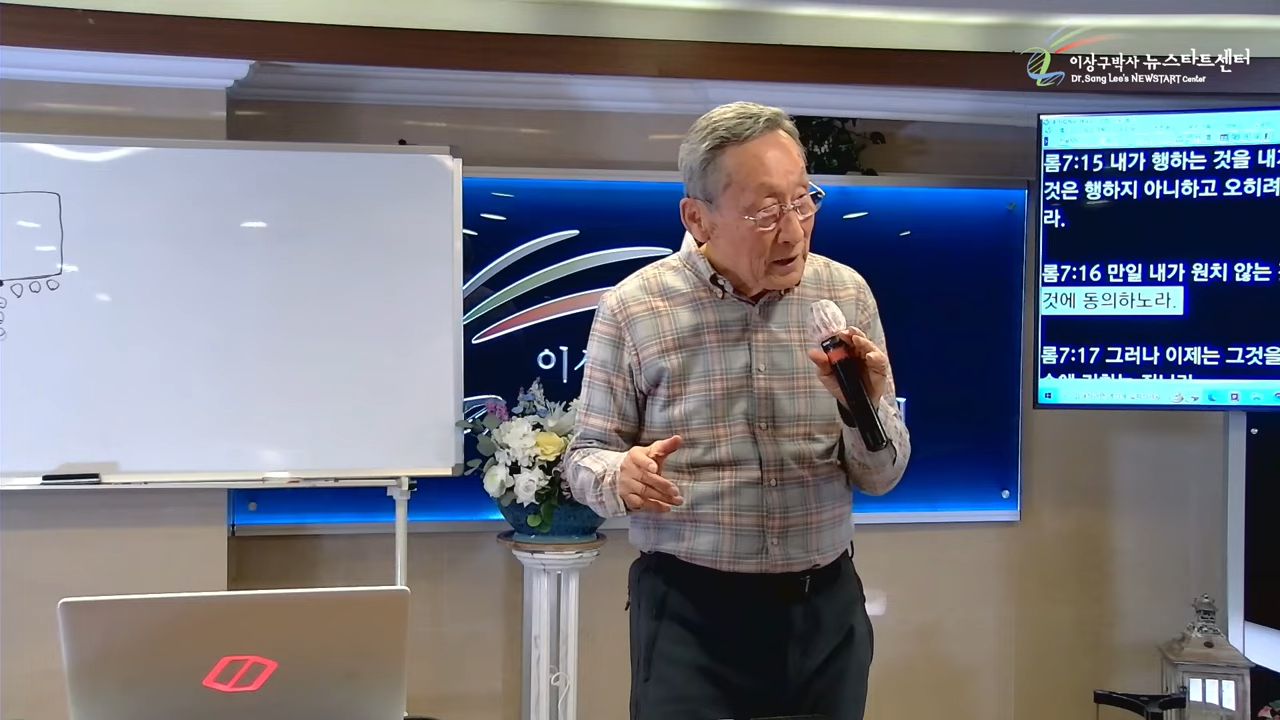 이상구박사 뉴스타트센터
Dr. Sang Lee's NEWSTART Center
롬7:15 내가 행하는 것을 내가
것은 행하지 아니하고 오히려
라.
롬7:16 만일 내가 원치 않는
것에 동의하노라.
롬7:17 그러나 이제는 그것을
이